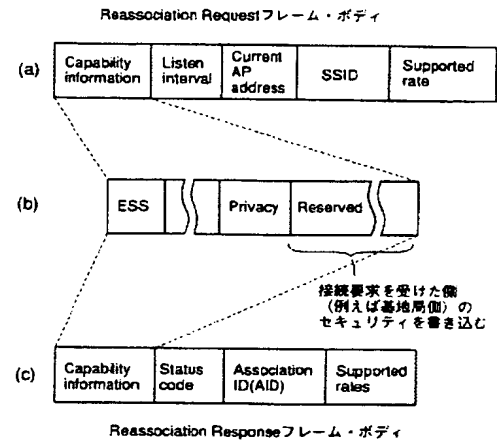 Reassociation Requestフレーム・ボディ
(a)
Capability
information
Listen
interval
Current
AP
address
SSID
Supported
rate
(b)
ESS
Privacy
Reserved
接続要求を受けた側
(例えば基地局側)の
セキュリティを書き込む
(c)
Capability
information
Status
code
Association
ID(AID)
Supported
rates
Reassociation Responseフレーム・ボディ